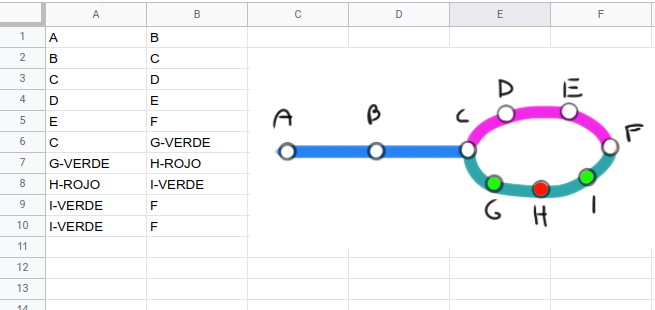 A B C D E F
1 A B
2 B C
3 C D
4 D E
5 E F
6 C G-VERDE
7 G-VERDE H-ROJO
8 H-ROJO I-VERDE
9 I-VERDE F
10 I-VERDE F
11
12
13
14
D E
A B C F
G H I